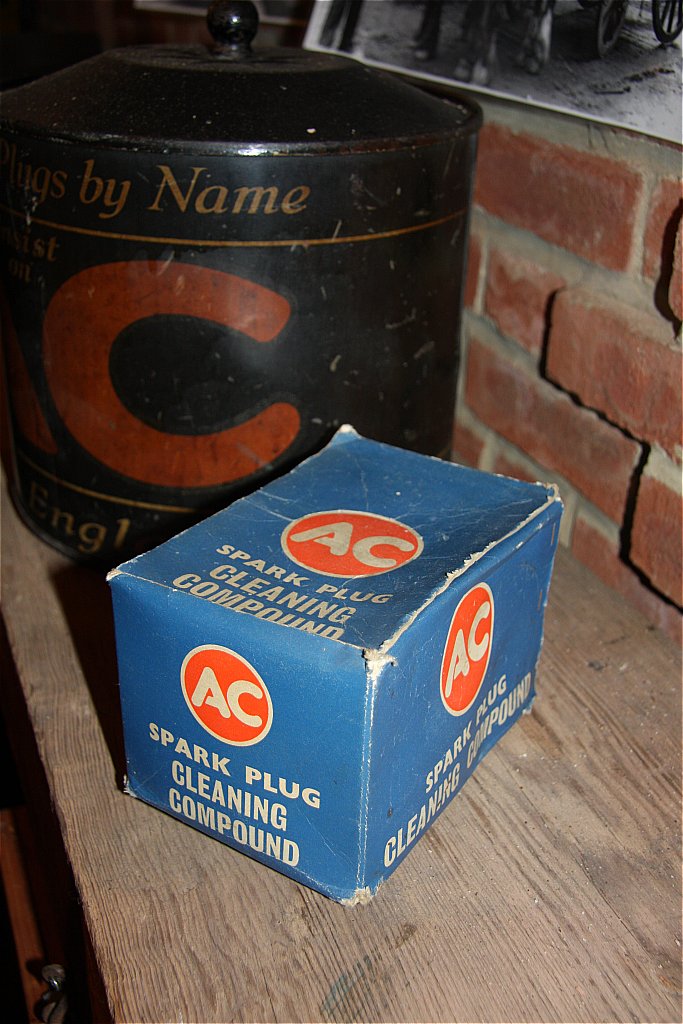 Plugs by Name
AC
Engl
AC
SPARK PLUG
CLEANING
COMPOUND
AC
SPARK PLUG
CLEANING
COMPOUND
AC
SPARK PLUG
CLEANING COMPOUND